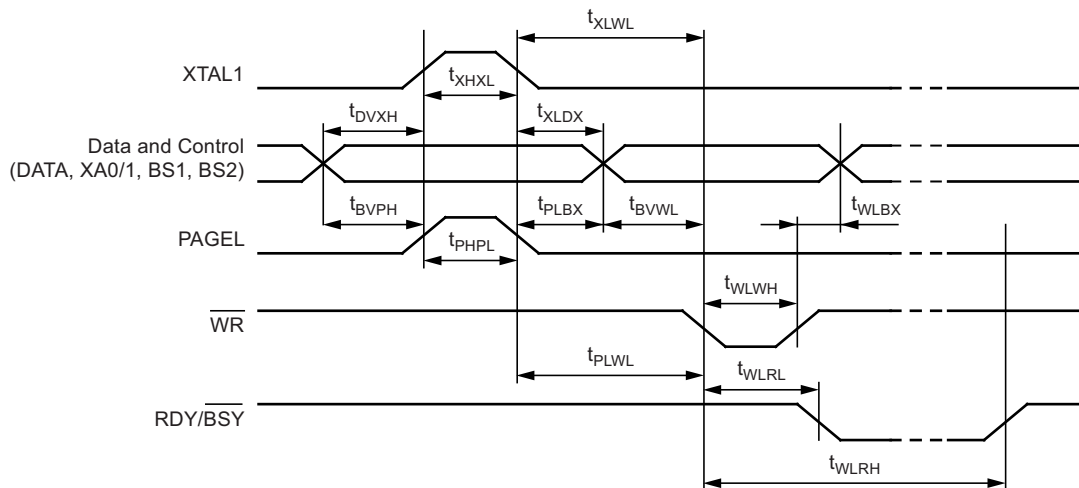 tXLWL
XTAL1
tXHXL
tDVXH
tXLDX
Data and Control
(DATA, XA0/1, BS1, BS2)
tBVPH
tPLBX
tBVWL
tWLBX
PAGEL
tPHPL
tWLWH
WR
tPLWL
tWLRL
RDY/BSY
tWLRH